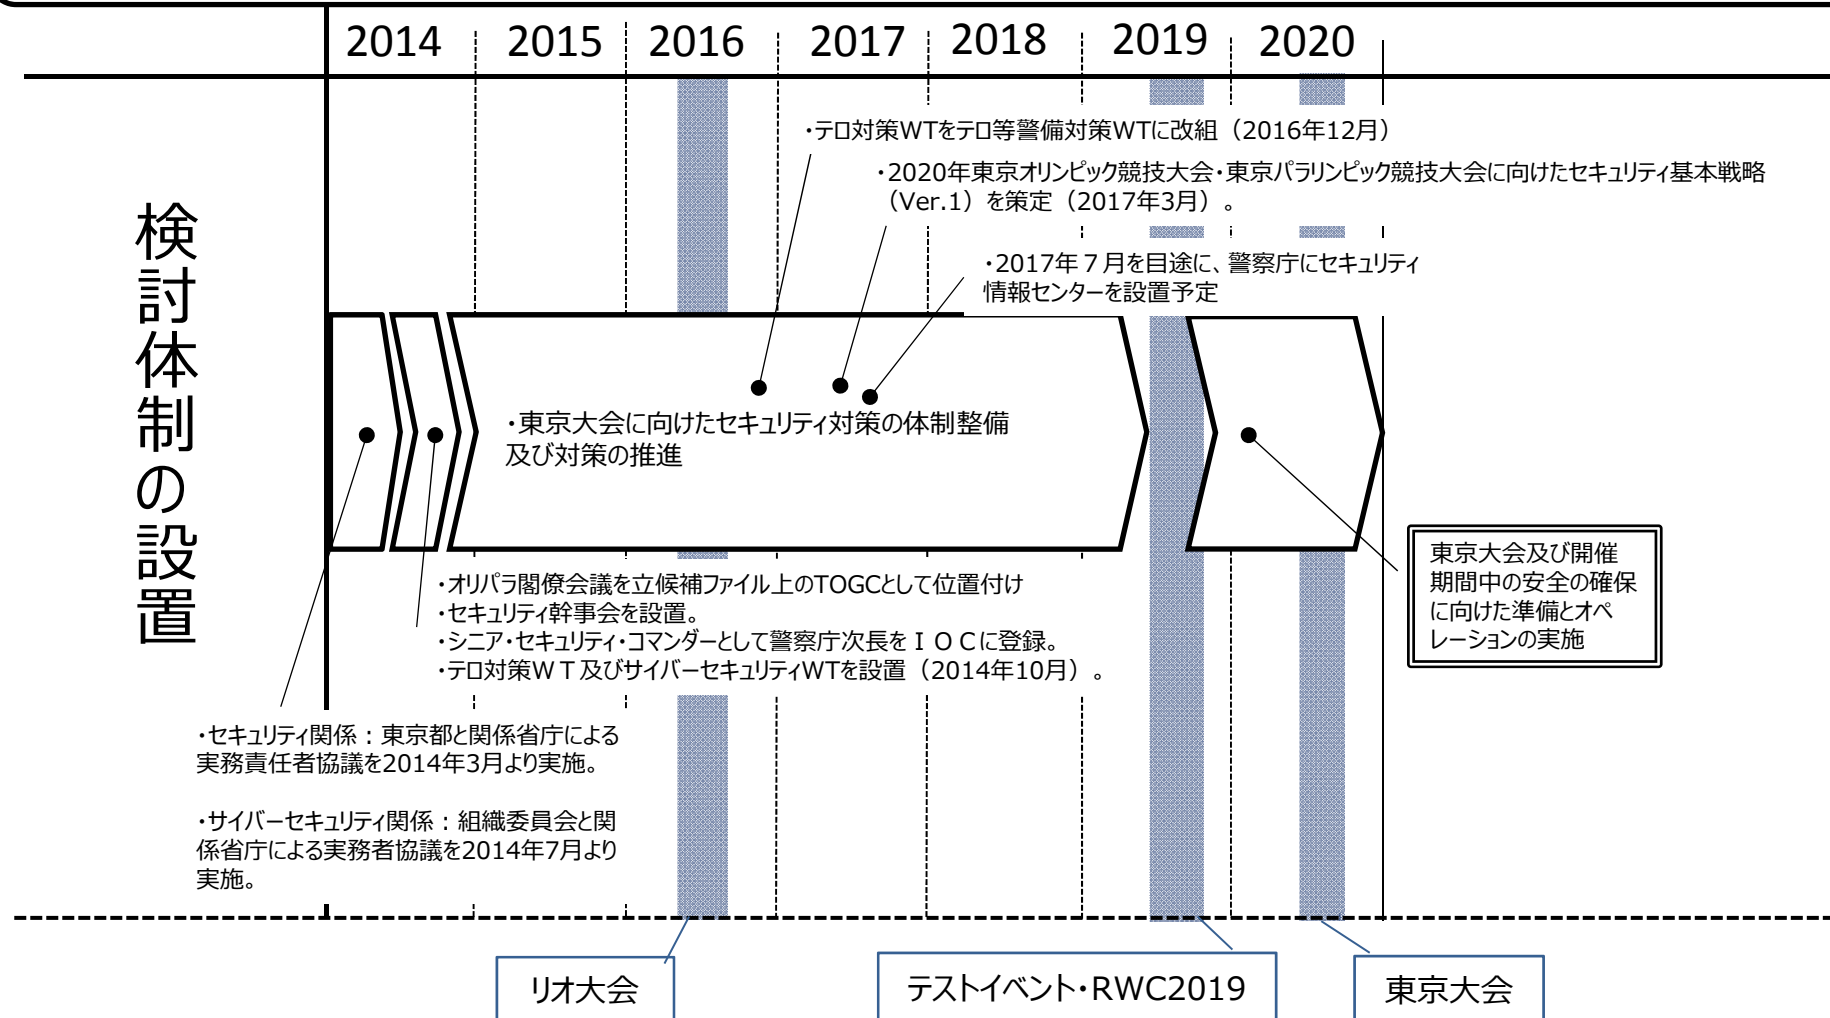 2014 2015 2016 2017 2018 2019 2020
検討体制の設置
・テロ対策WTをテロ等警備対策WTに改組（2016年12月）
・2020年東京オリンピック競技大会・東京パラリンピック競技大会に向けたセキュリティ基本戦略
（Ver.1）を策定（2017年3月）。
・2017年７月を目途に、警察庁にセキュリティ
情報センターを設置予定
・東京大会に向けたセキュリティ対策の体制整備
及び対策の推進
東京大会及び開催
期間中の安全の確保
に向けた準備とオペ
レーションの実施
・オリパラ閣僚会議を立候補ファイル上のTOGCとして位置付け
・セキュリティ幹事会を設置。
・シニア・セキュリティ・コマンダーとして警察庁次長をＩＯＣに登録。
・テロ対策ＷＴ及びサイバーセキュリティWTを設置（2014年10月）。
・セキュリティ関係：東京都と関係省庁による
実務責任者協議を2014年3月より実施。
・サイバーセキュリティ関係：組織委員会と関
係省庁による実務者協議を2014年7月より
実施。
リオ大会
テストイベント・RWC2019
東京大会